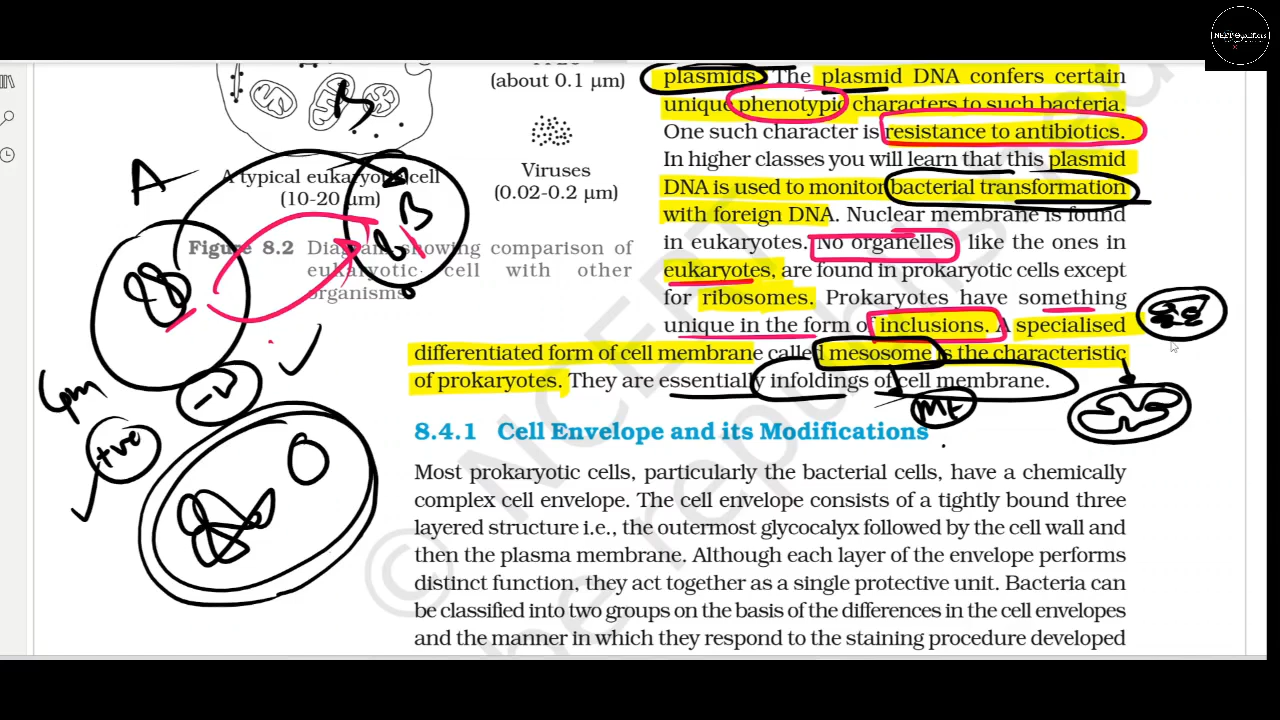 (about 0.1 µm)
Viruses
(0.02-0.2 µm)
A typical eukaryotic cell
(10-20 µm)
Figure 8.2 Diagram showing comparison of
eukaryotic cell with other
organisms
plasmids. The plasmid DNA confers certain
unique phenotypic characters to such bacteria.
One such character is resistance to antibiotics.
In higher classes you will learn that this plasmid
DNA is used to monitor bacterial transformation
with foreign DNA. Nuclear membrane is found
in eukaryotes. No organelles, like the ones in
eukaryotes, are found in prokaryotic cells except
for ribosomes. Prokaryotes have something
unique in the form of inclusions. A specialised
differentiated form of cell membrane called mesosome is the characteristic
of prokaryotes. They are essentially infoldings of cell membrane.
8.4.1 Cell Envelope and its Modifications
Most prokaryotic cells, particularly the bacterial cells, have a chemically
complex cell envelope. The cell envelope consists of a tightly bound three
layered structure i.e., the outermost glycocalyx followed by the cell wall and
then the plasma membrane. Although each layer of the envelope performs
distinct function, they act together as a single protective unit. Bacteria can
be classified into two groups on the basis of the differences in the cell envelopes
and the manner in which they respond to the staining procedure developed
A
B
B
+ve
© NCERT